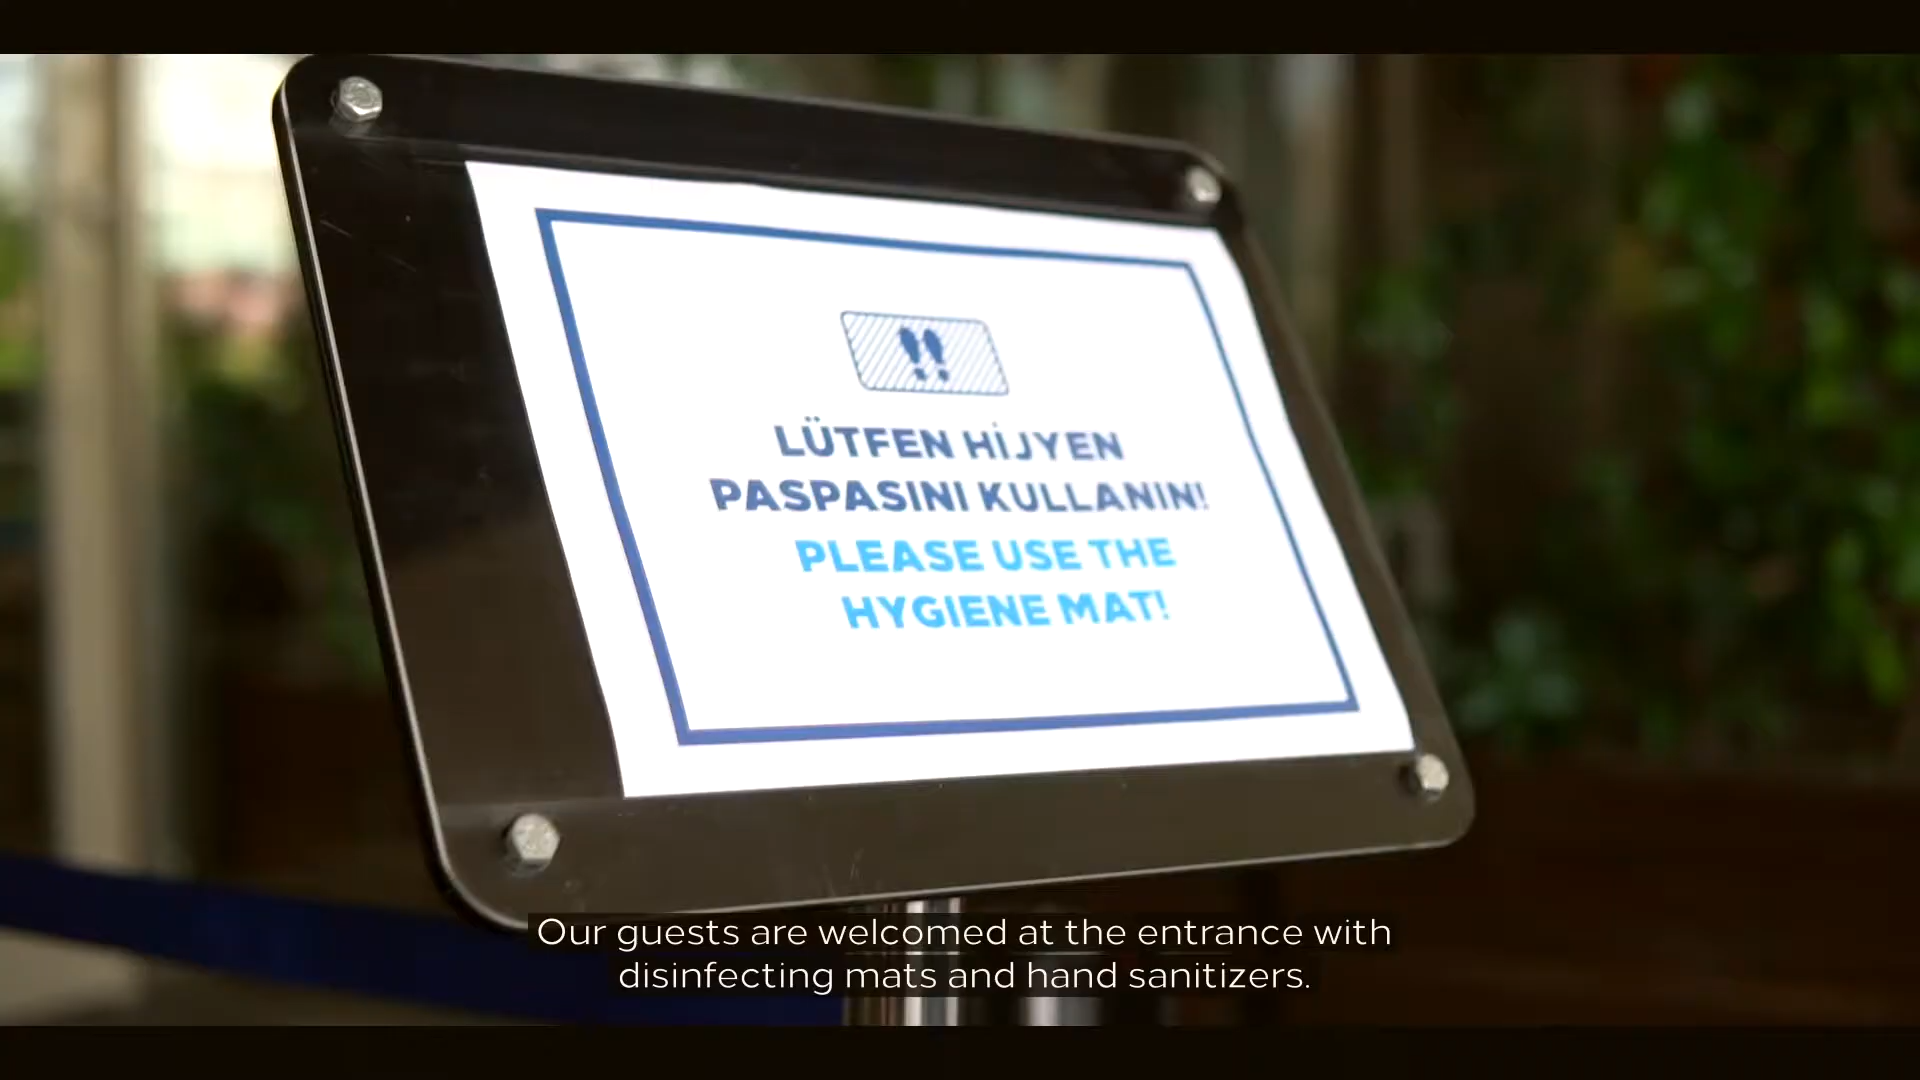 LÜTFEN HİJYEN
PASPASINI KULLANIN!
PLEASE USE THE
HYGIENE MAT!
Our guests are welcomed at the entrance with
disinfecting mats and hand sanitizers.